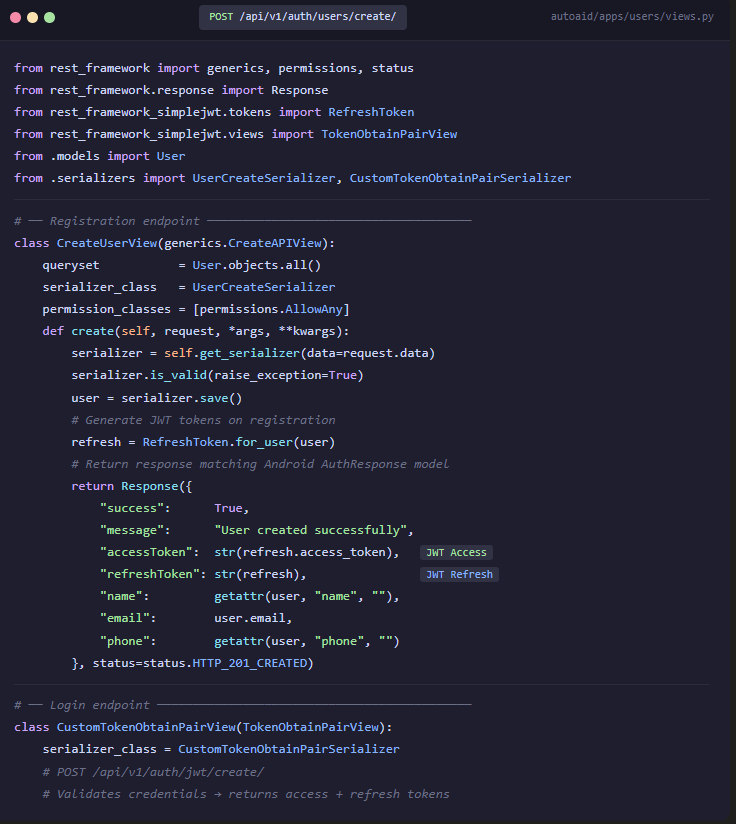 POST /api/v1/auth/users/create/
autoaid/apps/users/views.py
from rest_framework import generics, permissions, status
from rest_framework.response import Response
from rest_framework_simplejwt.tokens import RefreshToken
from rest_framework_simplejwt.views import TokenObtainPairView
from .models import User
from .serializers import UserCreateSerializer, CustomTokenObtainPairSerializer
# ── Registration endpoint ─────────────────────────────────────
class CreateUserView(generics.CreateAPIView):
    queryset           = User.objects.all()
    serializer_class   = UserCreateSerializer
    permission_classes = [permissions.AllowAny]
    def create(self, request, *args, **kwargs):
        serializer = self.get_serializer(data=request.data)
        serializer.is_valid(raise_exception=True)
        user = serializer.save()
        # Generate JWT tokens on registration
        refresh = RefreshToken.for_user(user)
        # Return response matching Android AuthResponse model
        return Response({
            "success":      True,
            "message":      "User created successfully",
            "accessToken":  str(refresh.access_token),   JWT Access
            "refreshToken": str(refresh),                JWT Refresh
            "name":         getattr(user, "name", ""),
            "email":        user.email,
            "phone":        getattr(user, "phone", "")
        }, status=status.HTTP_201_CREATED)
# ── Login endpoint ────────────────────────────────────────────
class CustomTokenObtainPairView(TokenObtainPairView):
    serializer_class = CustomTokenObtainPairSerializer
    # POST /api/v1/auth/jwt/create/
    # Validates credentials → returns access + refresh tokens